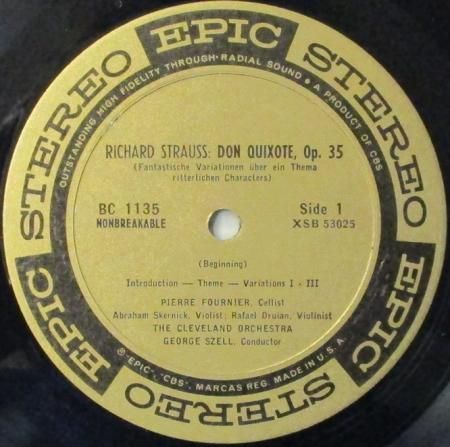 STEREO EPIC STEREO EPIC STEREO EPIC STEREO EPIC
OUTSTANDING HIGH FIDELITY THROUGH RADIAL SOUND • A PRODUCT OF CBS
RICHARD STRAUSS: DON QUIXOTE, Op. 35
(Fantastische Variationen über ein Thema
ritterlichen Characters)
BC 1135 Side 1
NONBREAKABLE XSB 53025
(Beginning)
Introduction — Theme — Variations I - III
PIERRE FOURNIER, Cellist
Abraham Skernick, Violist; Rafael Druian, Violinist
THE CLEVELAND ORCHESTRA
GEORGE SZELL, Conductor
® "EPIC", "CBS", MARCAS REG. MADE IN U.S.A.